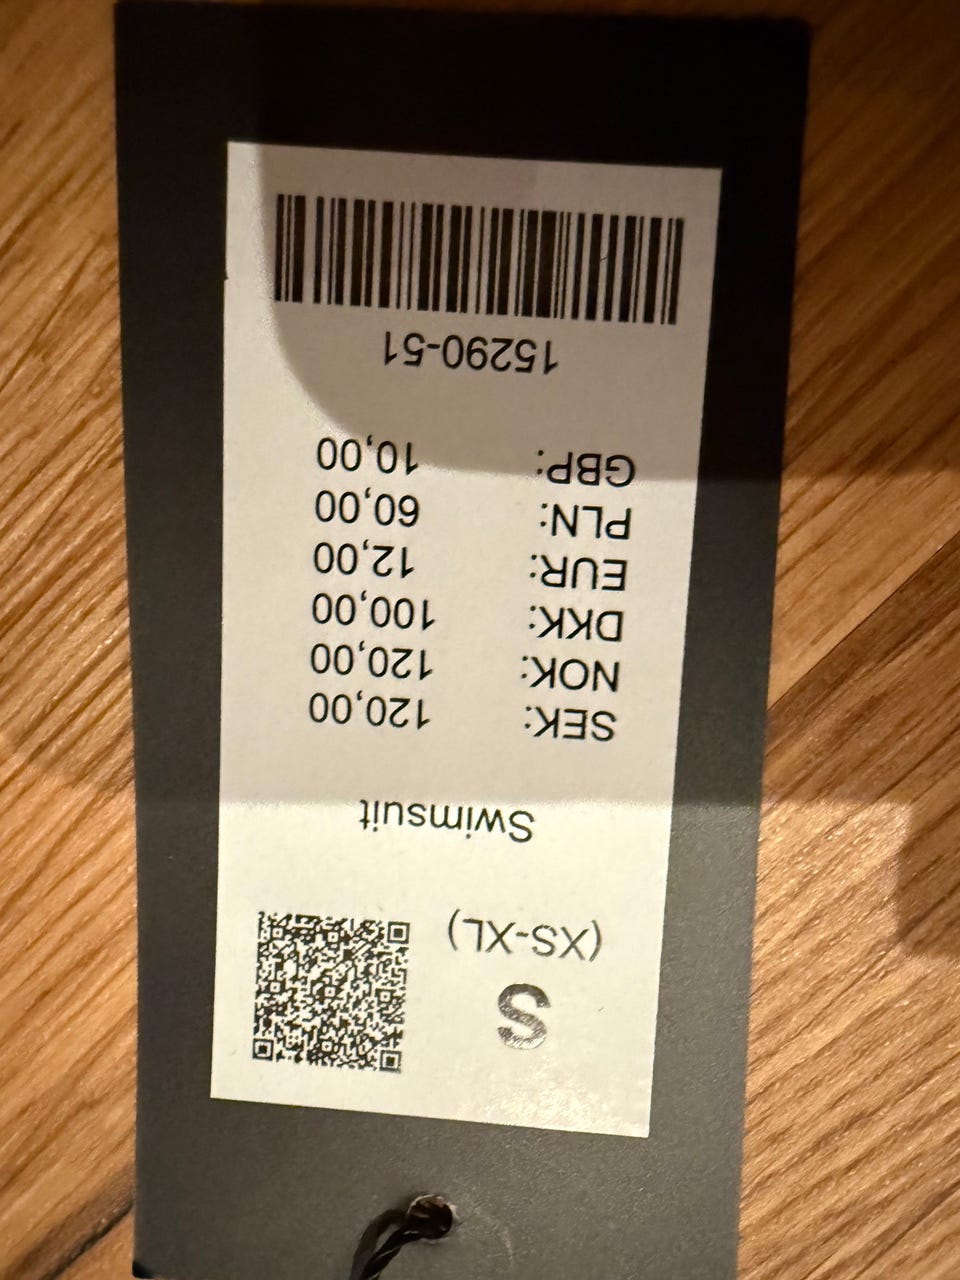 S
(XS-XL)
Swimsuit
SEK: 120,00
NOK: 120,00
DKK: 100,00
EUR: 12,00
PLN: 60,00
GBP: 10,00
15290-51